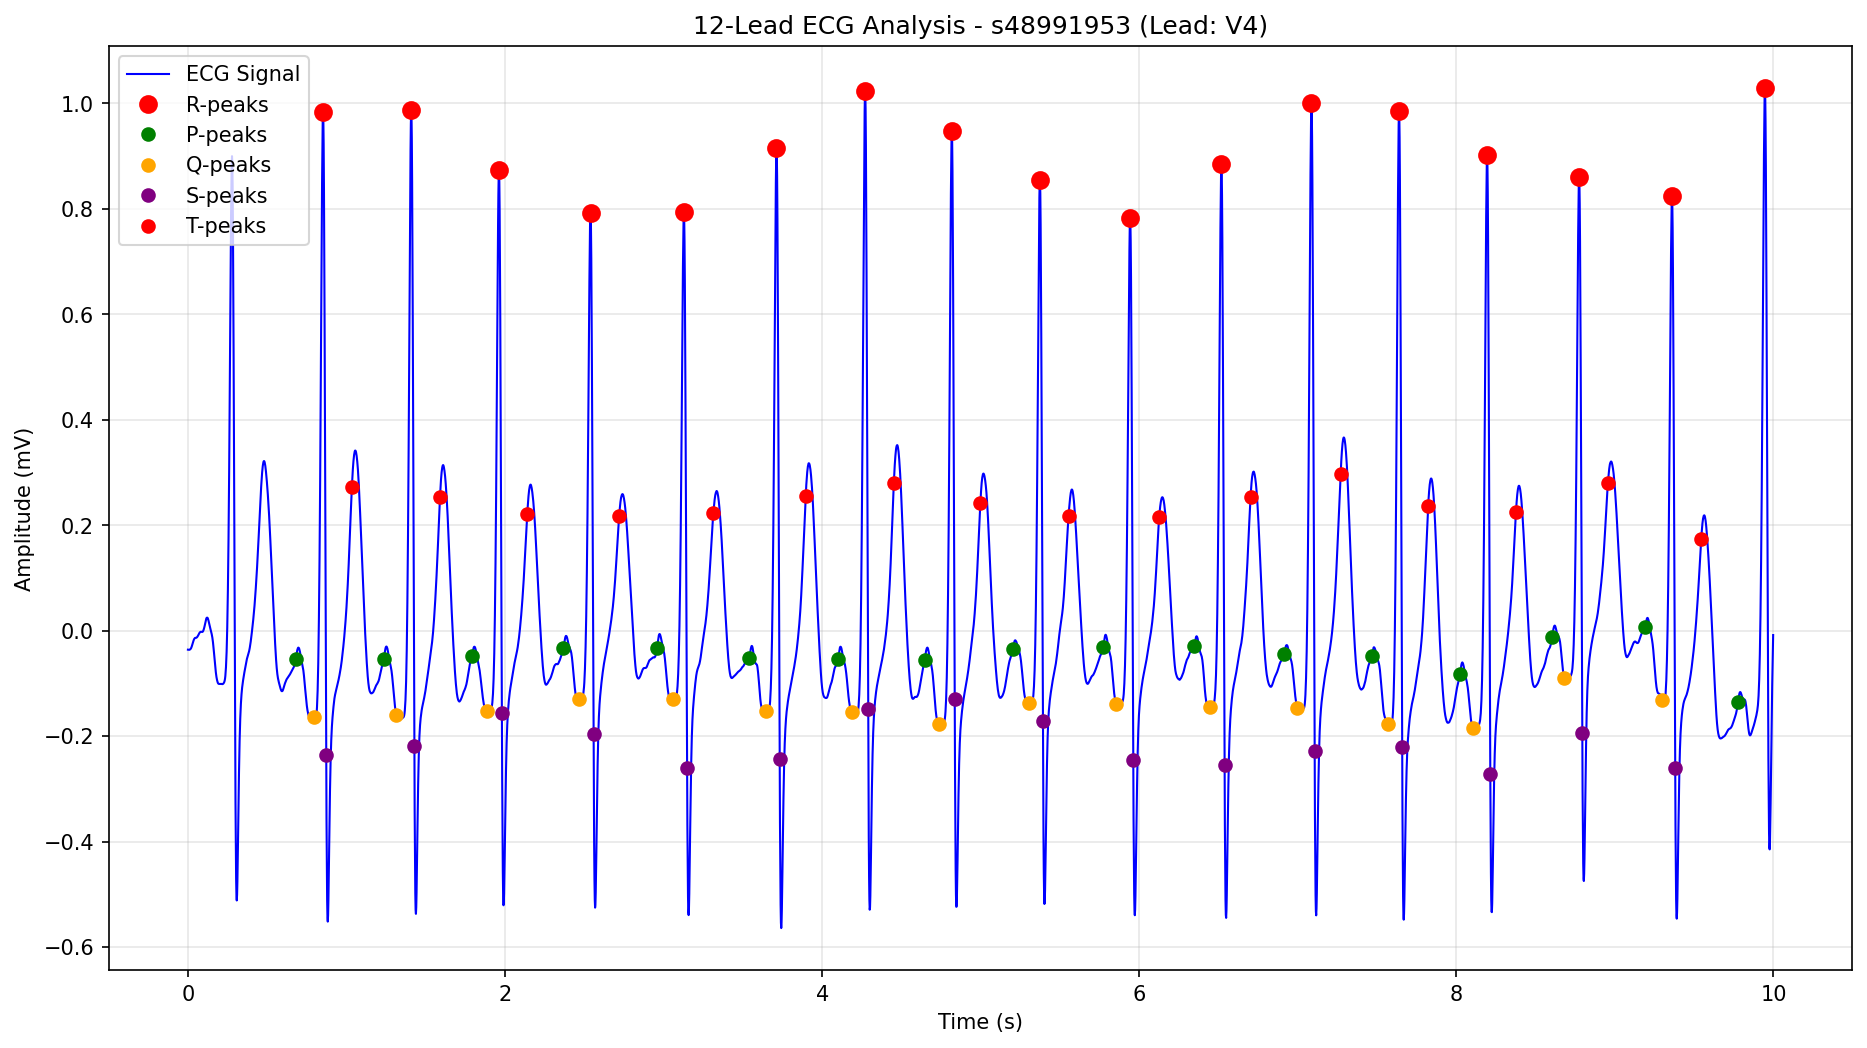 12-Lead ECG Analysis - s48991953 (Lead: V4)
ECG Signal
R-peaks
P-peaks
Q-peaks
S-peaks
T-peaks
Amplitude (mV)
1.0
0.8
0.6
0.4
0.2
0.0
−0.2
−0.4
−0.6
0 2 4 6 8 10
Time (s)